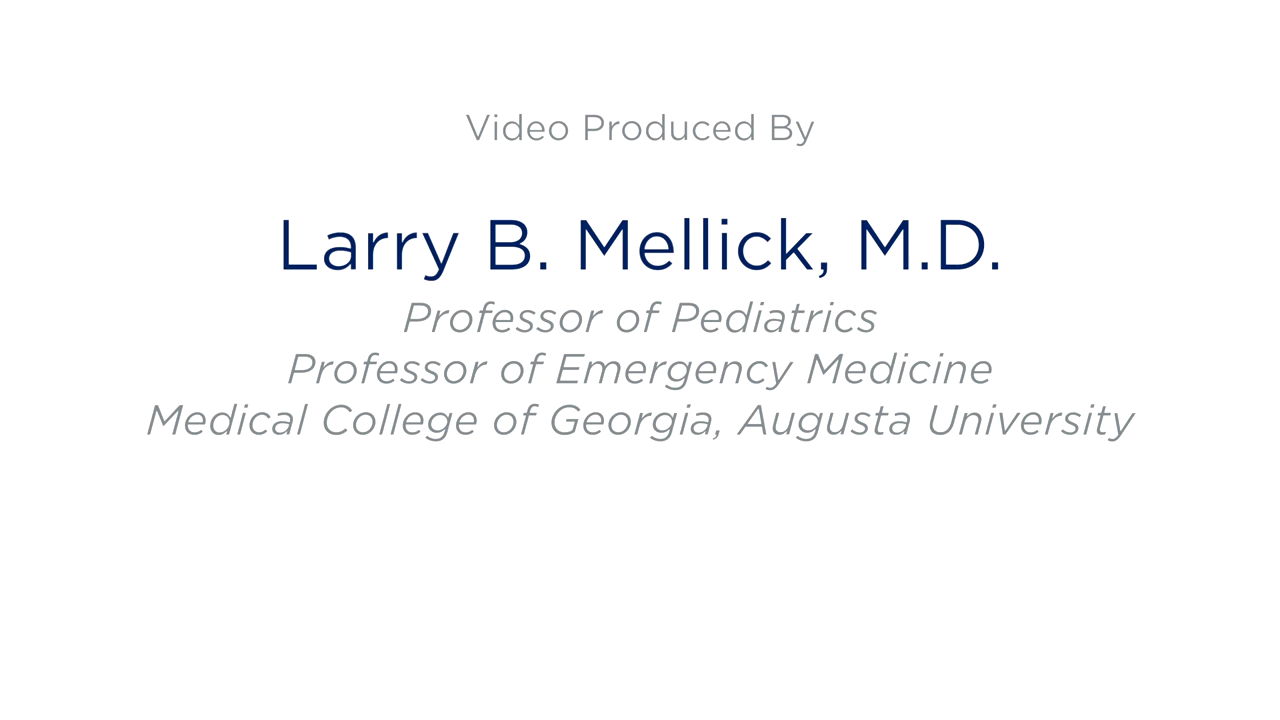 Video Produced By
Larry B. Mellick, M.D.
Professor of Pediatrics
Professor of Emergency Medicine
Medical College of Georgia, Augusta University